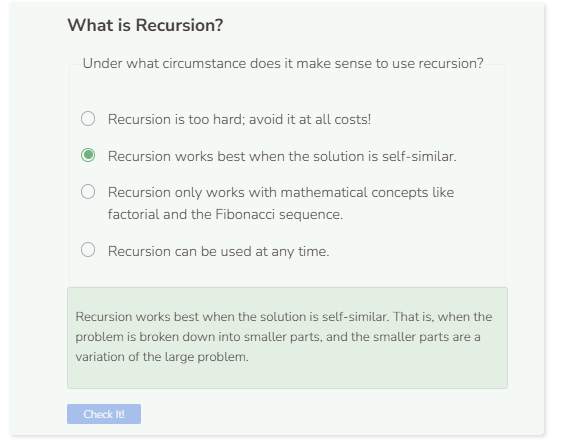 What is Recursion?
Under what circumstance does it make sense to use recursion?
Recursion is too hard; avoid it at all costs!
Recursion works best when the solution is self-similar.
Recursion only works with mathematical concepts like
factorial and the Fibonacci sequence.
Recursion can be used at any time.
Recursion works best when the solution is self-similar. That is, when the
problem is broken down into smaller parts, and the smaller parts are a
variation of the large problem.
Check It!